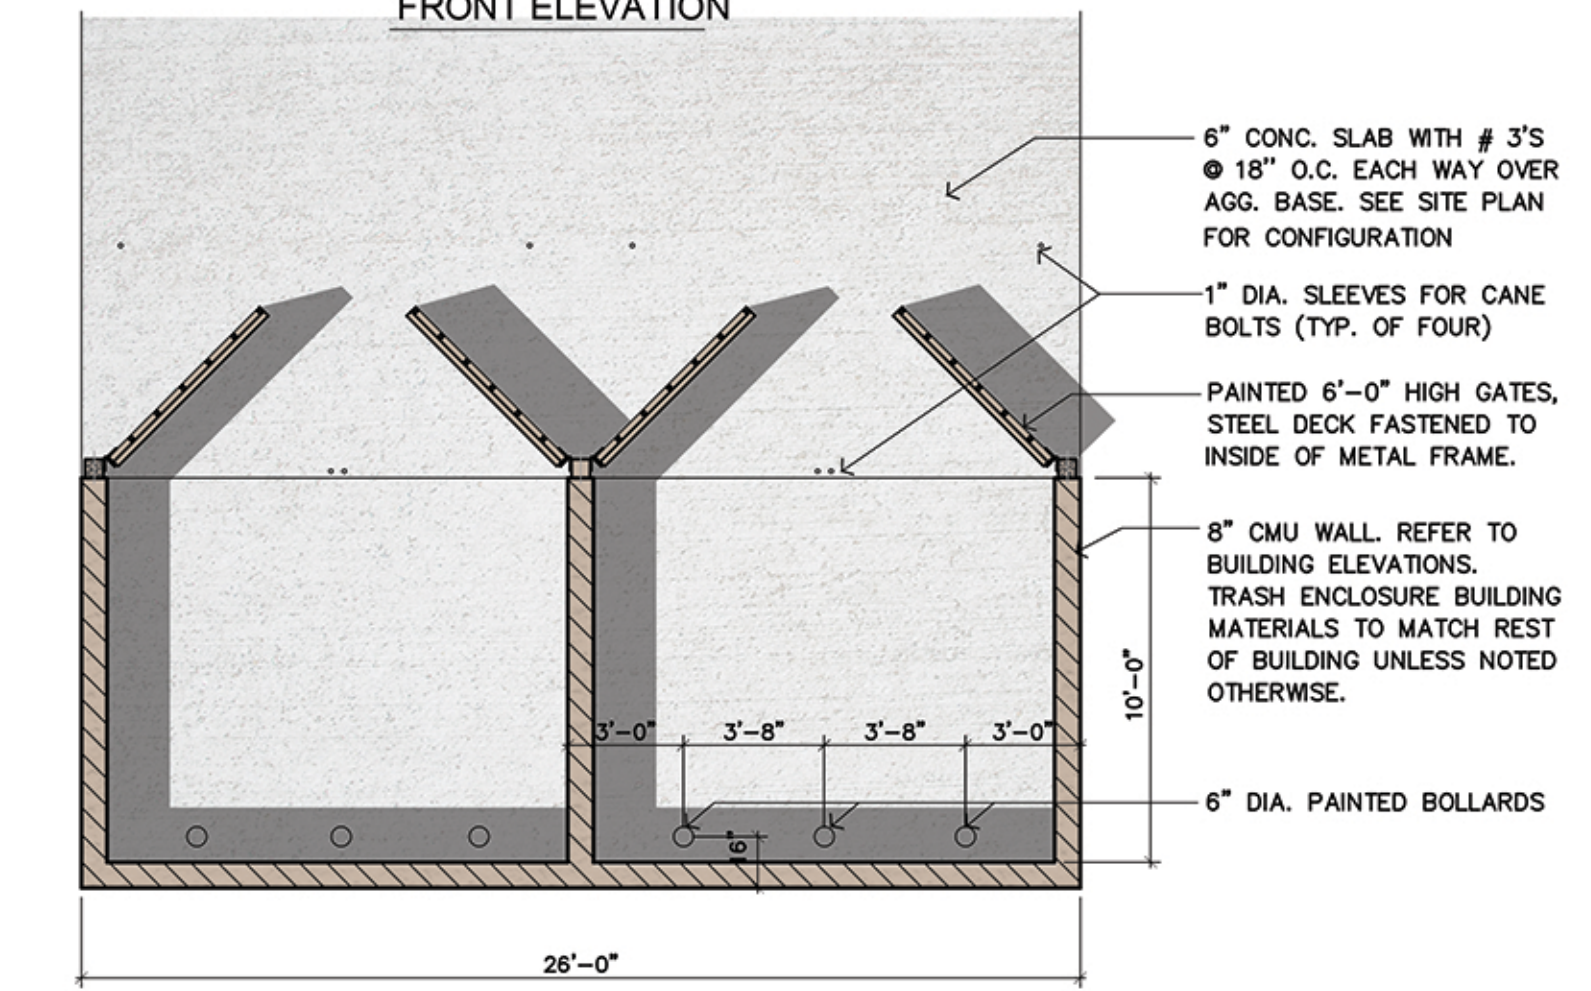 FRONT ELEVATION
6" CONC. SLAB WITH # 3'S
@ 18" O.C. EACH WAY OVER
AGG. BASE. SEE SITE PLAN
FOR CONFIGURATION
1" DIA. SLEEVES FOR CANE
BOLTS (TYP. OF FOUR)
PAINTED 6'-0" HIGH GATES,
STEEL DECK FASTENED TO
INSIDE OF METAL FRAME.
8" CMU WALL. REFER TO
BUILDING ELEVATIONS.
TRASH ENCLOSURE BUILDING
MATERIALS TO MATCH REST
OF BUILDING UNLESS NOTED
OTHERWISE.
10'-0"
3'-0" 3'-8" 3'-8" 3'-0"
6" DIA. PAINTED BOLLARDS
16"
26'-0"